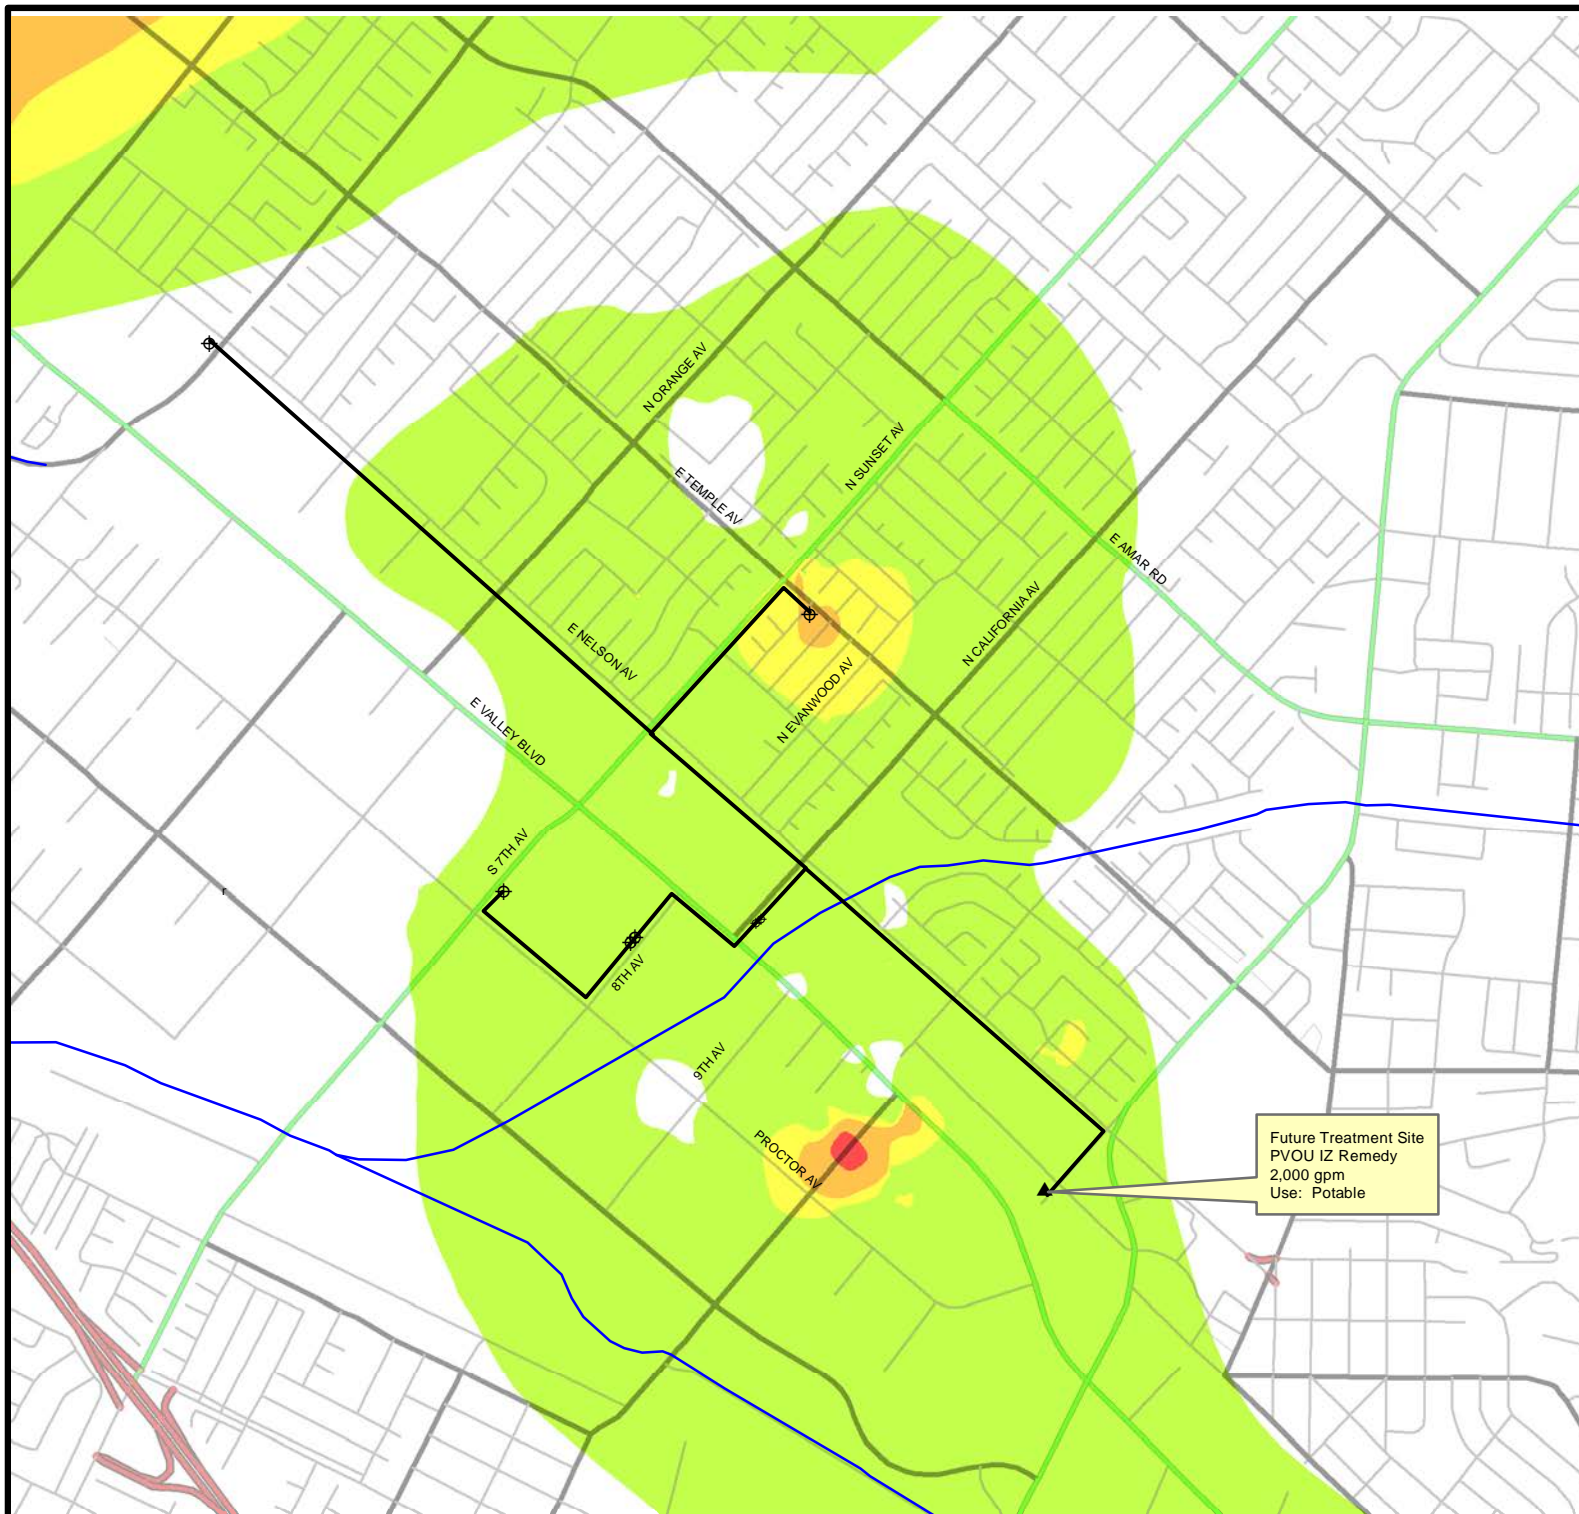 N ORANGE AV
N SUNSET AV
E TEMPLE AV
E AMAR RD
N CALIFORNIA AV
E NELSON AV
N EVANWOOD AV
E VALLEY BLVD
S 7TH AV
r
8TH AV
9TH AV
PROCTOR AV
Future Treatment Site
PVOU IZ Remedy
2,000 gpm
Use: Potable